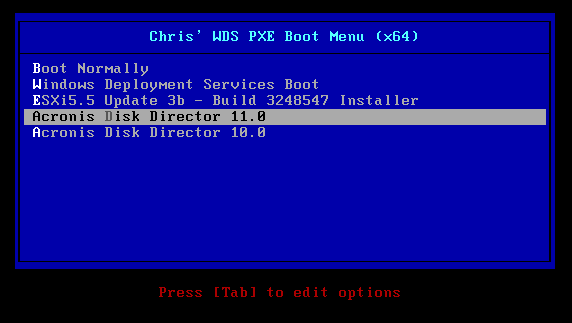 Chris' WDS PXE Boot Menu (x64)
Boot Normally
Windows Deployment Services Boot
ESXi5.5 Update 3b - Build 3248547 Installer
Acronis Disk Director 11.0
Acronis Disk Director 10.0
Press [Tab] to edit options